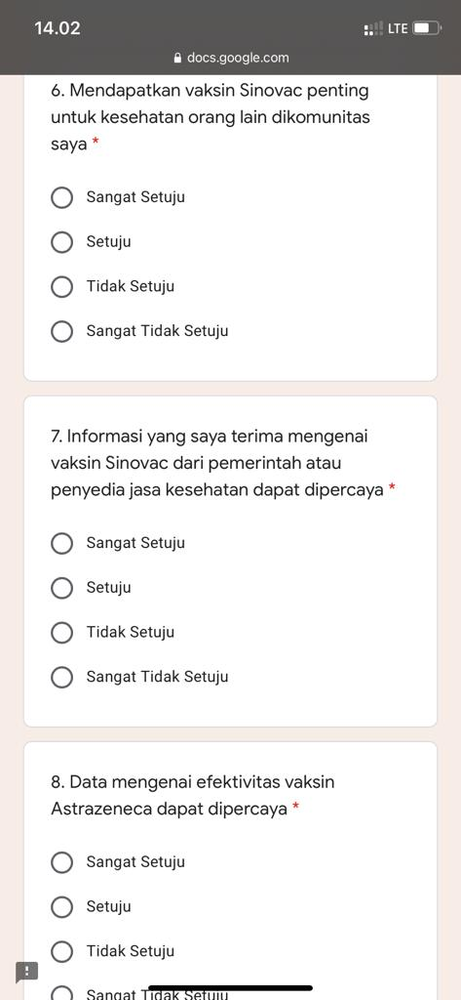 14.02
LTE
docs.google.com
6. Mendapatkan vaksin Sinovac penting
untuk kesehatan orang lain dikomunitas
saya *
Sangat Setuju
Setuju
Tidak Setuju
Sangat Tidak Setuju
7. Informasi yang saya terima mengenai
vaksin Sinovac dari pemerintah atau
penyedia jasa kesehatan dapat dipercaya *
Sangat Setuju
Setuju
Tidak Setuju
Sangat Tidak Setuju
8. Data mengenai efektivitas vaksin
Astrazeneca dapat dipercaya *
Sangat Setuju
Setuju
Tidak Setuju
Sangat Tidak Setuju